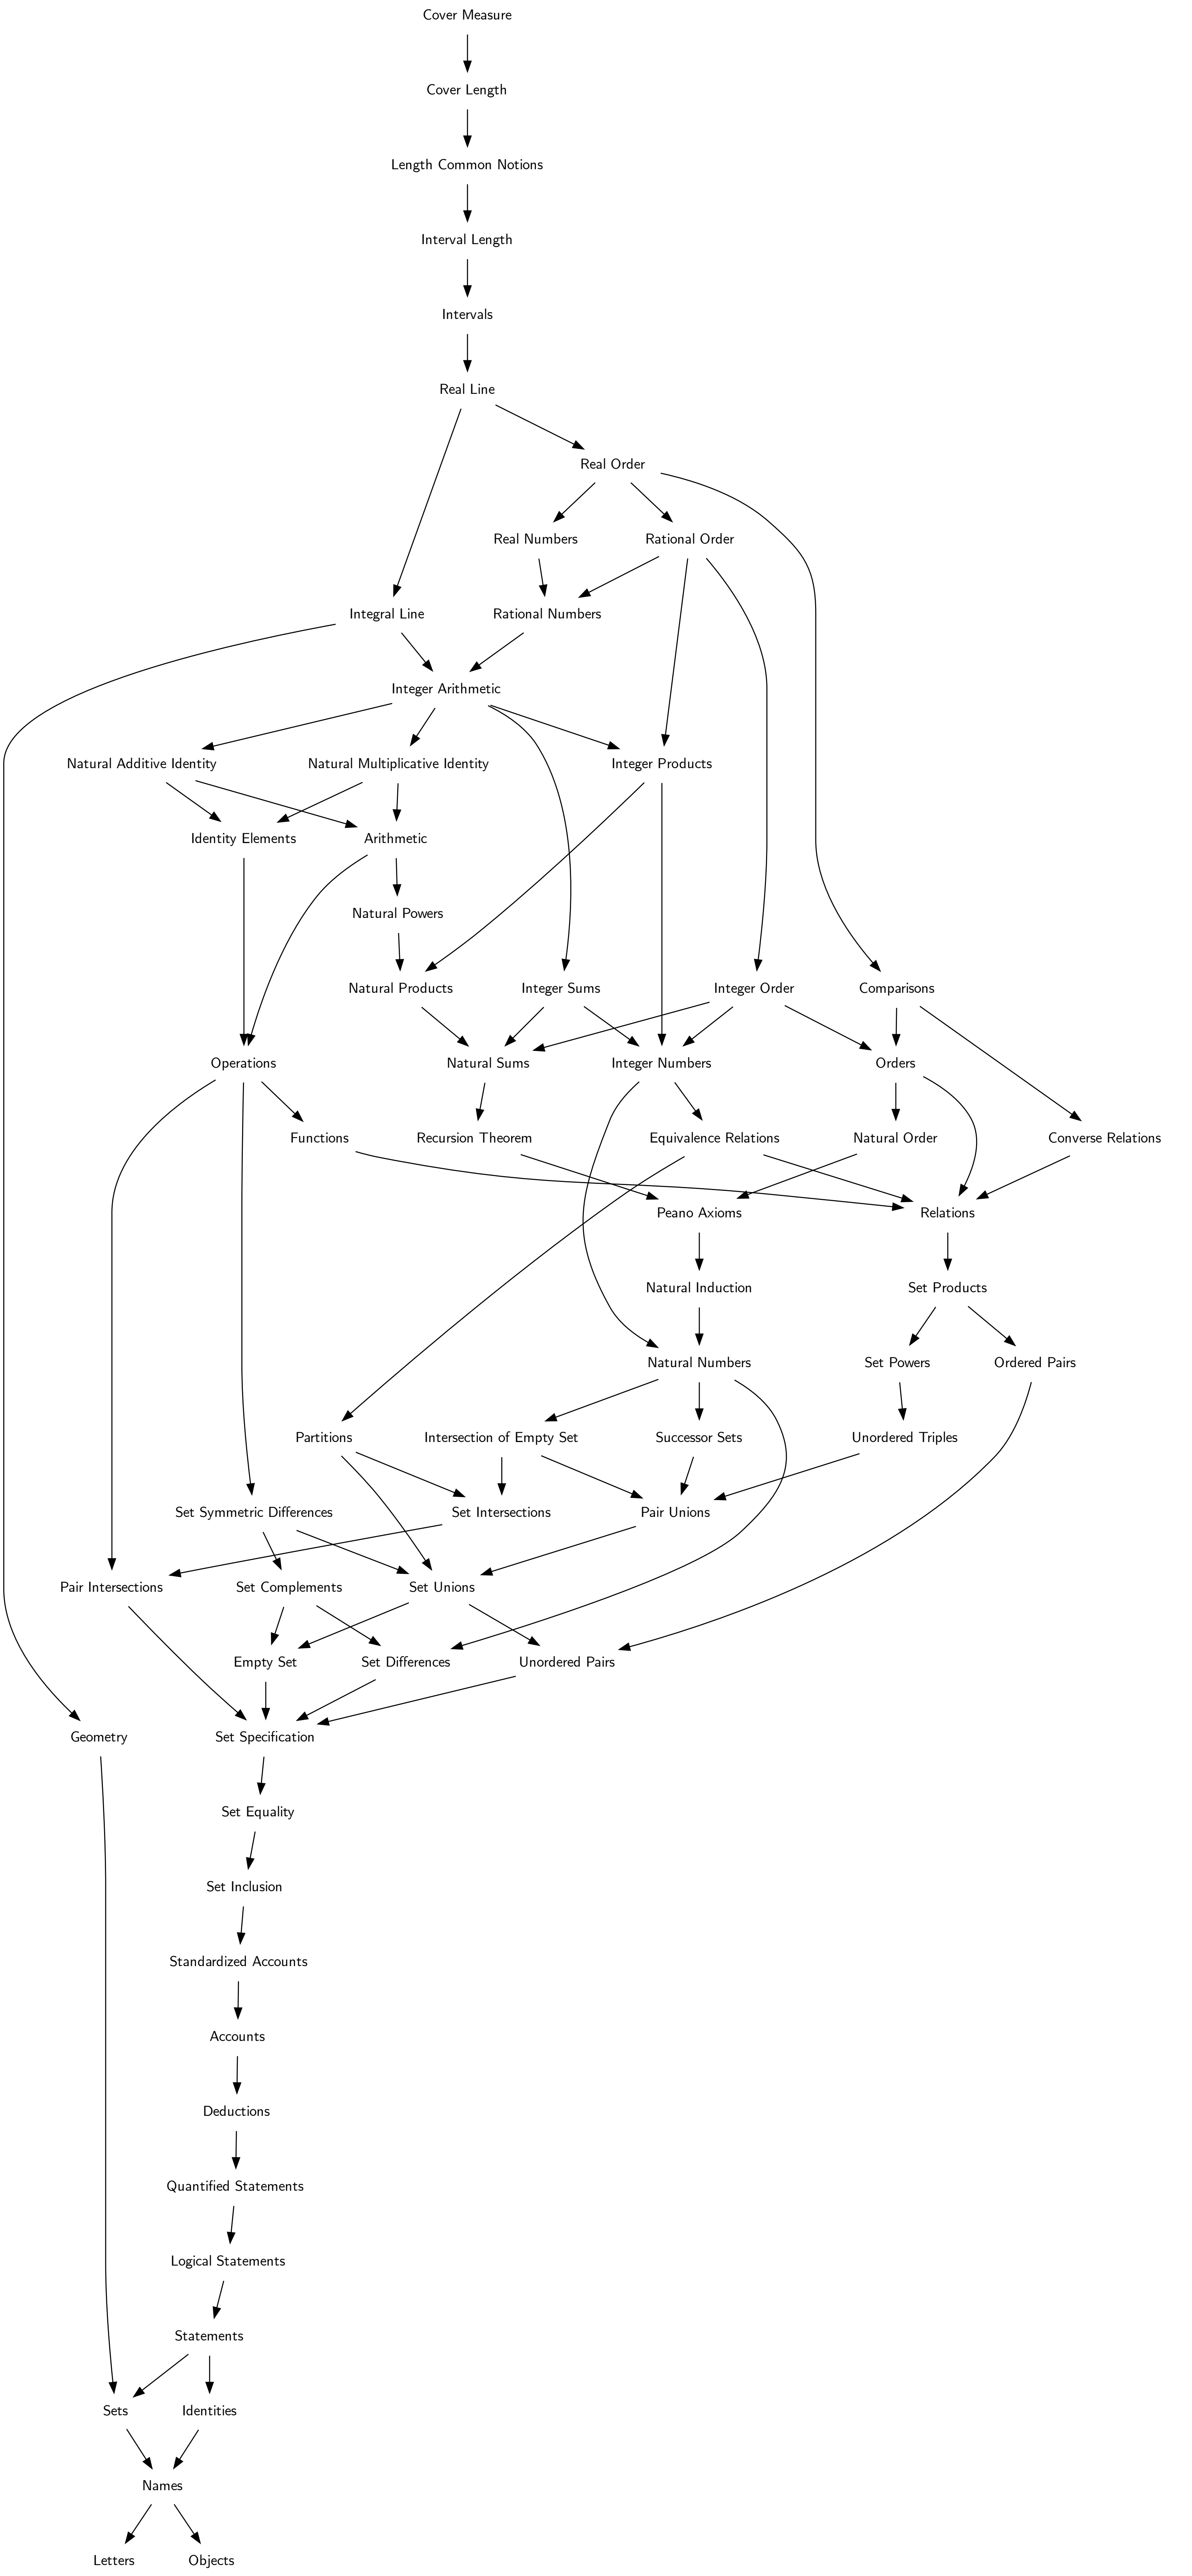 Cover Measure
Cover Length
Length Common Notions
Interval Length
Intervals
Real Line
Real Order
Real Numbers
Rational Order
Integral Line
Rational Numbers
Integer Arithmetic
Natural Additive Identity
Natural Multiplicative Identity
Integer Products
Identity Elements
Arithmetic
Natural Powers
Natural Products
Integer Sums
Integer Order
Comparisons
Operations
Natural Sums
Integer Numbers
Orders
Functions
Recursion Theorem
Equivalence Relations
Natural Order
Converse Relations
Peano Axioms
Relations
Natural Induction
Set Products
Natural Numbers
Set Powers
Ordered Pairs
Partitions
Intersection of Empty Set
Successor Sets
Unordered Triples
Set Symmetric Differences
Set Intersections
Pair Unions
Pair Intersections
Set Complements
Set Unions
Empty Set
Set Differences
Unordered Pairs
Geometry
Set Specification
Set Equality
Set Inclusion
Standardized Accounts
Accounts
Deductions
Quantified Statements
Logical Statements
Statements
Sets
Identities
Names
Letters
Objects